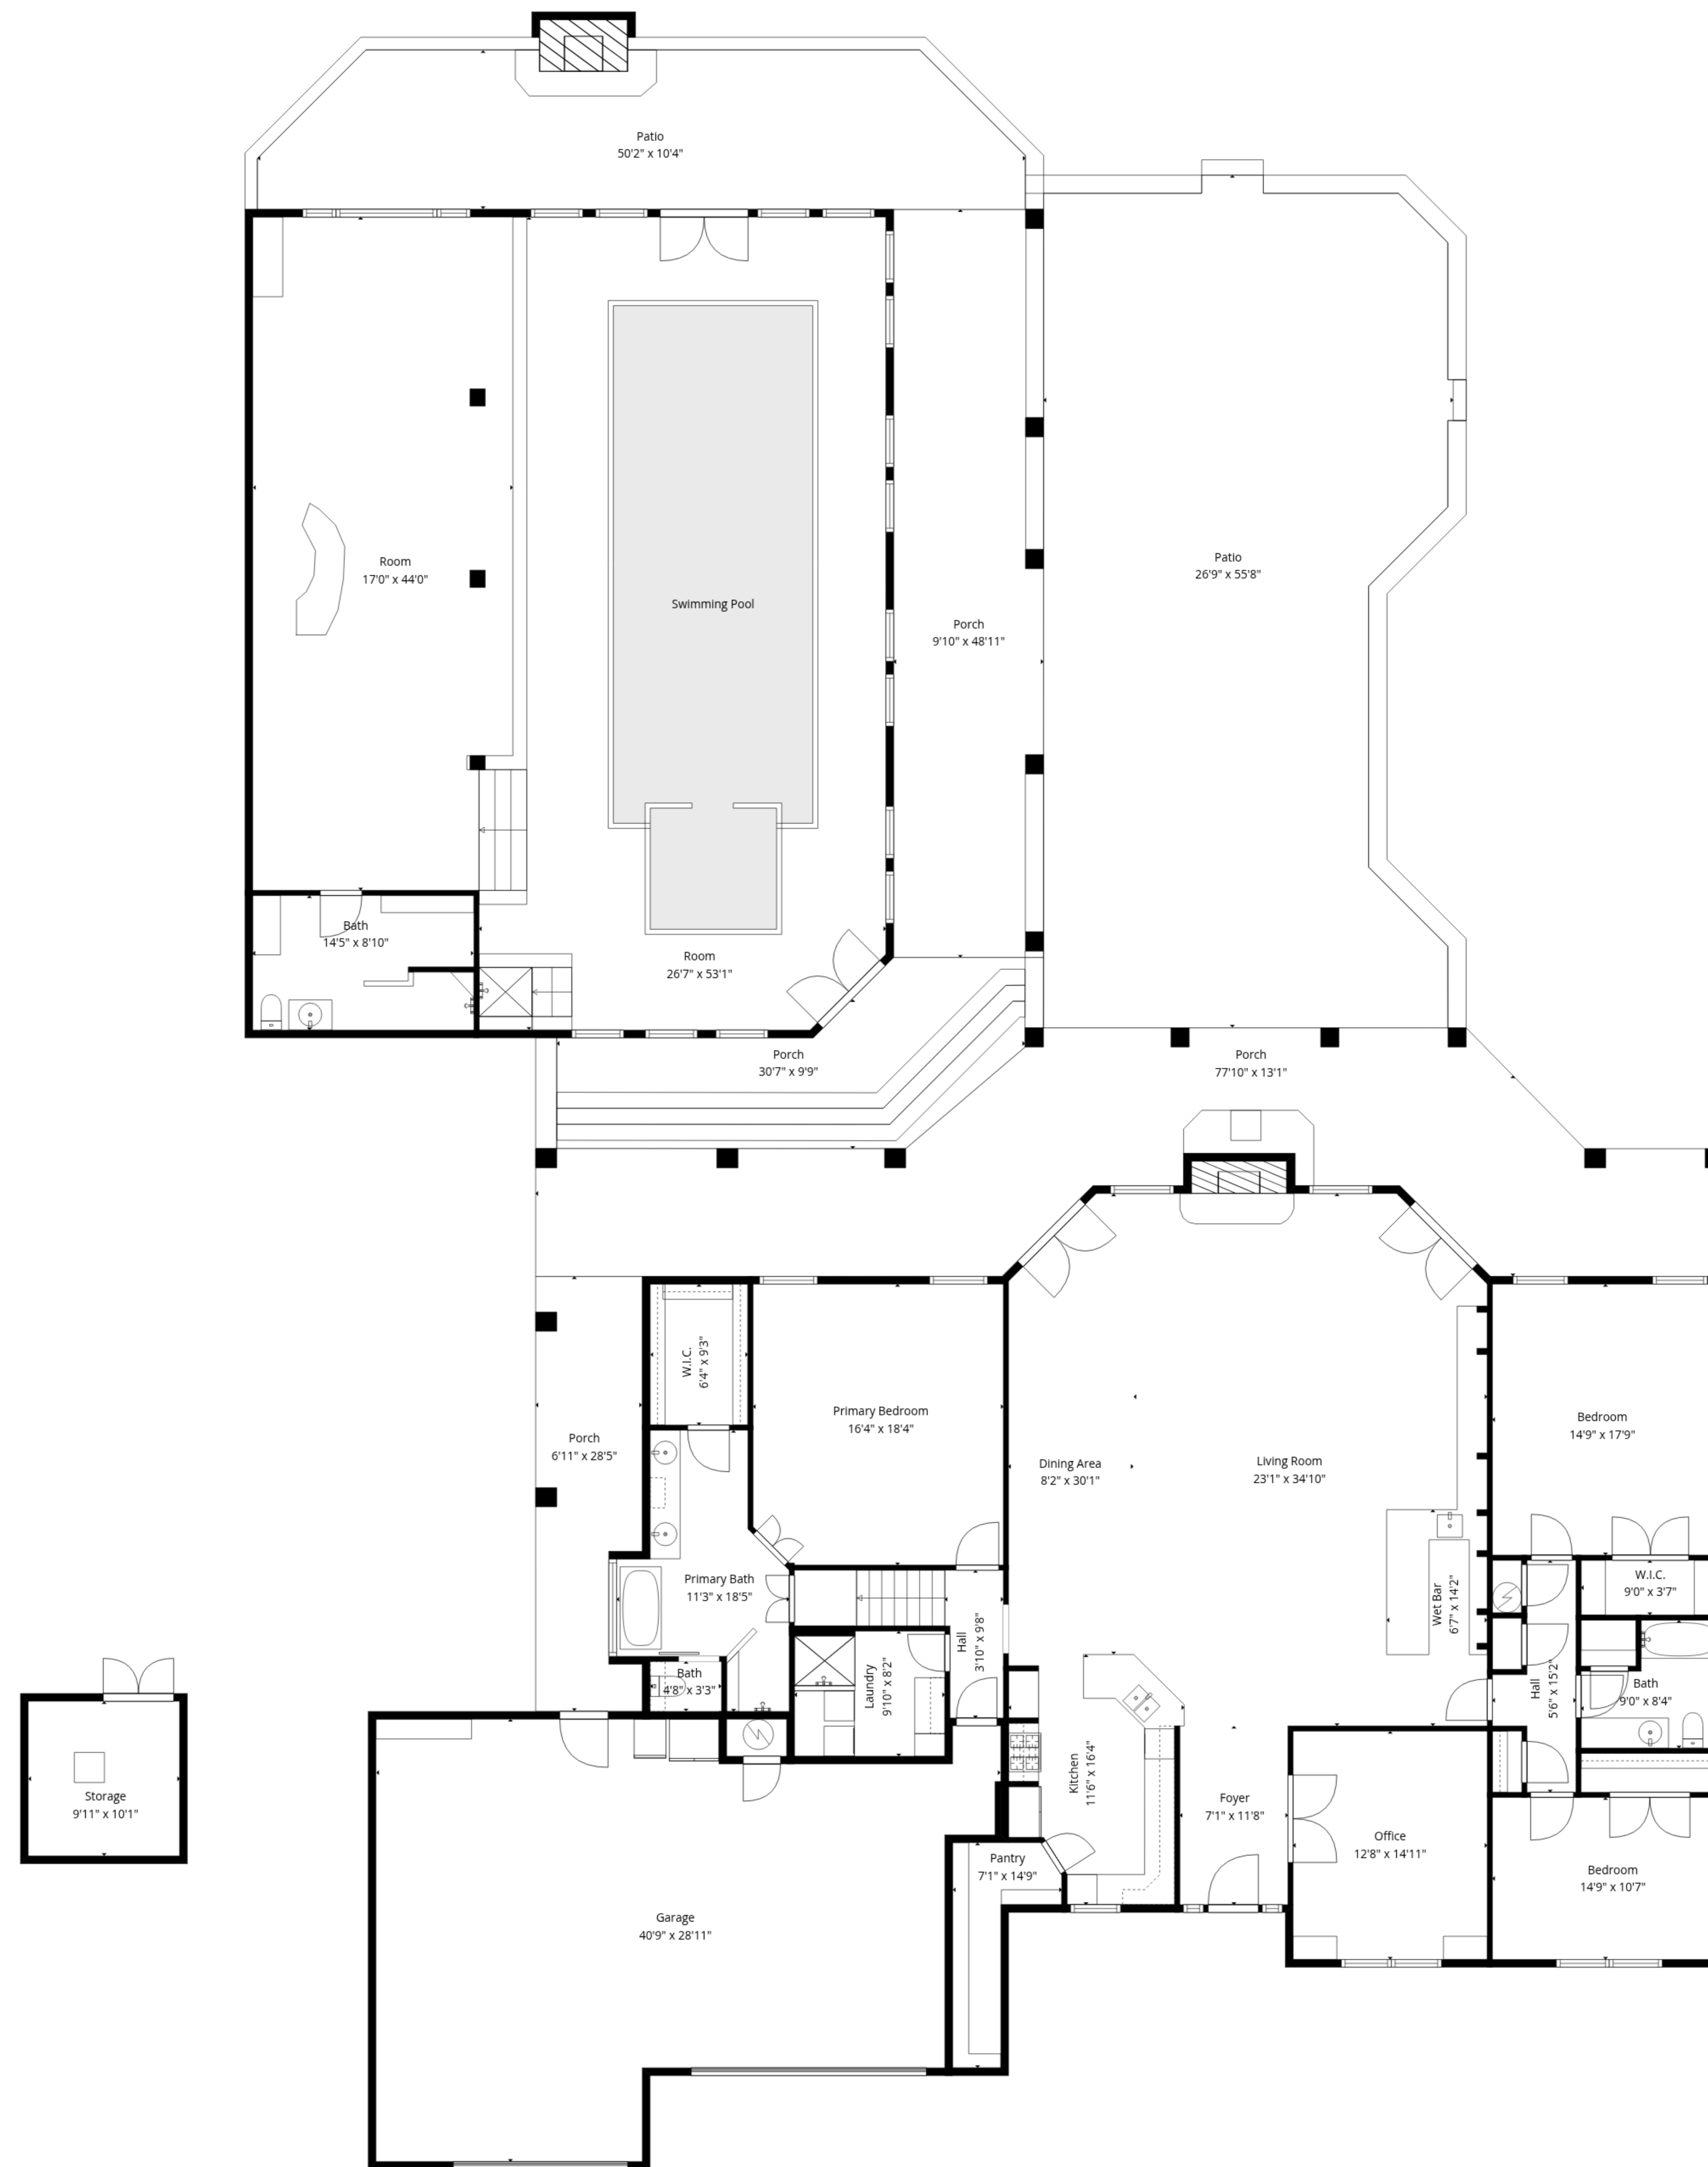 Patio
50'2" x 10'4"
Patio
26'9" x 55'8"
Room
17'0" x 44'0"
Swimming Pool
Porch
9'10" x 48'11"
Bath
14'5" x 8'10"
Room
26'7" x 53'1"
Porch
30'7" x 9'9"
Porch
77'10" x 13'1"
W.I.C.
6'4" x 9'3"
Primary Bedroom
16'4" x 18'4"
Porch
6'11" x 28'5"
Dining Area
8'2" x 30'1"
Living Room
23'1" x 34'10"
Bedroom
14'9" x 17'9"
Primary Bath
11'3" x 18'5"
Wet Bar
6'7" x 14'2"
W.I.C.
9'0" x 3'7"
Hall
3'10" x 9'8"
Bath
4'8" x 3'3"
Laundry
9'10" x 8'2"
Hall
5'6" x 15'2"
Bath
9'0" x 8'4"
Storage
9'11" x 10'1"
Kitchen
11'6" x 16'4"
Foyer
7'1" x 11'8"
Office
12'8" x 14'11"
Pantry
7'1" x 14'9"
Bedroom
14'9" x 10'7"
Garage
40'9" x 28'11"